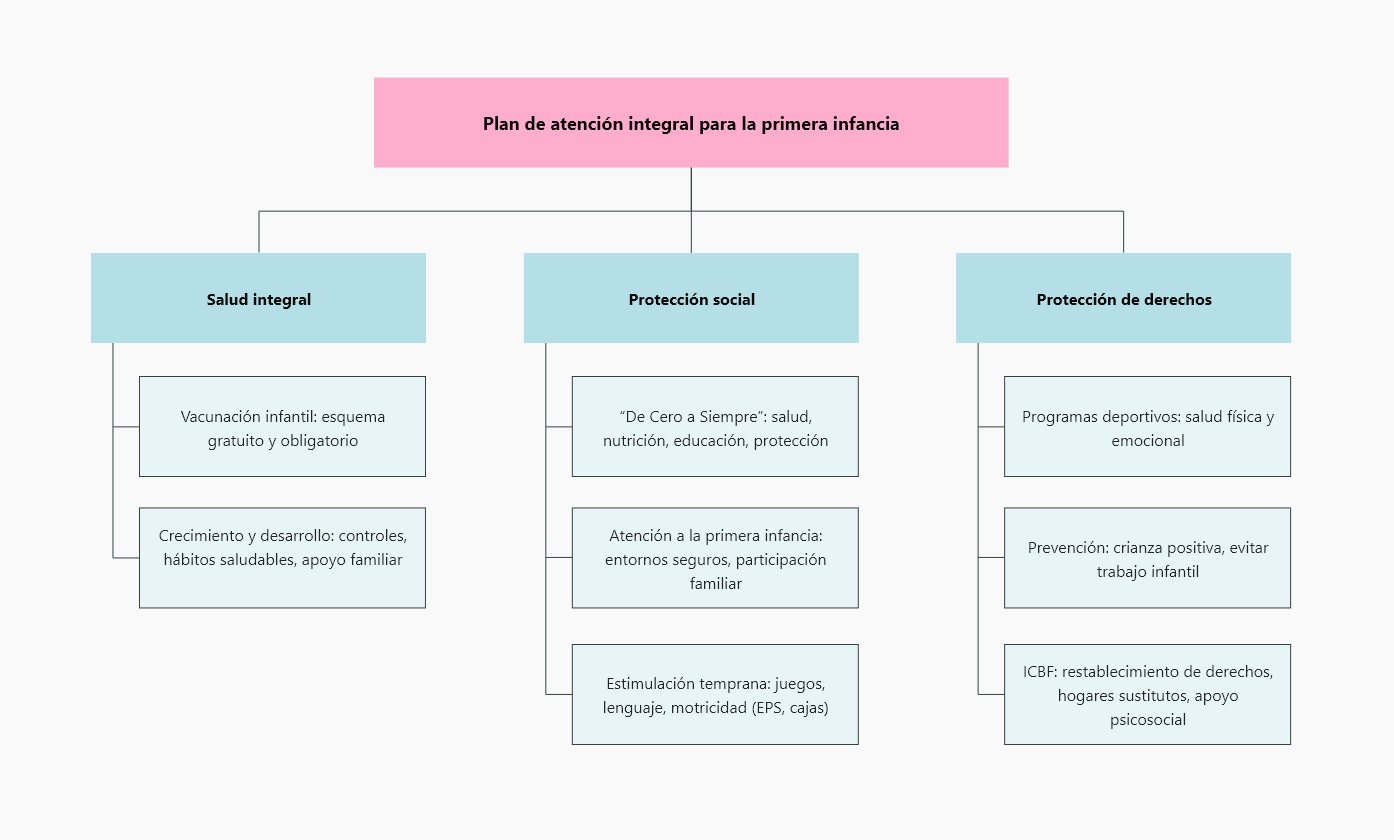 Plan de atención integral para la primera infancia
Salud integral
Vacunación infantil: esquema
gratuito y obligatorio
Crecimiento y desarrollo: controles,
hábitos saludables, apoyo familiar
Protección social
“De Cero a Siempre”: salud,
nutrición, educación, protección
Atención a la primera infancia:
entornos seguros, participación
familiar
Estimulación temprana: juegos,
lenguaje, motricidad (EPS, cajas)
Protección de derechos
Programas deportivos: salud física y
emocional
Prevención: crianza positiva, evitar
trabajo infantil
ICBF: restablecimiento de derechos,
hogares sustitutos, apoyo
psicosocial